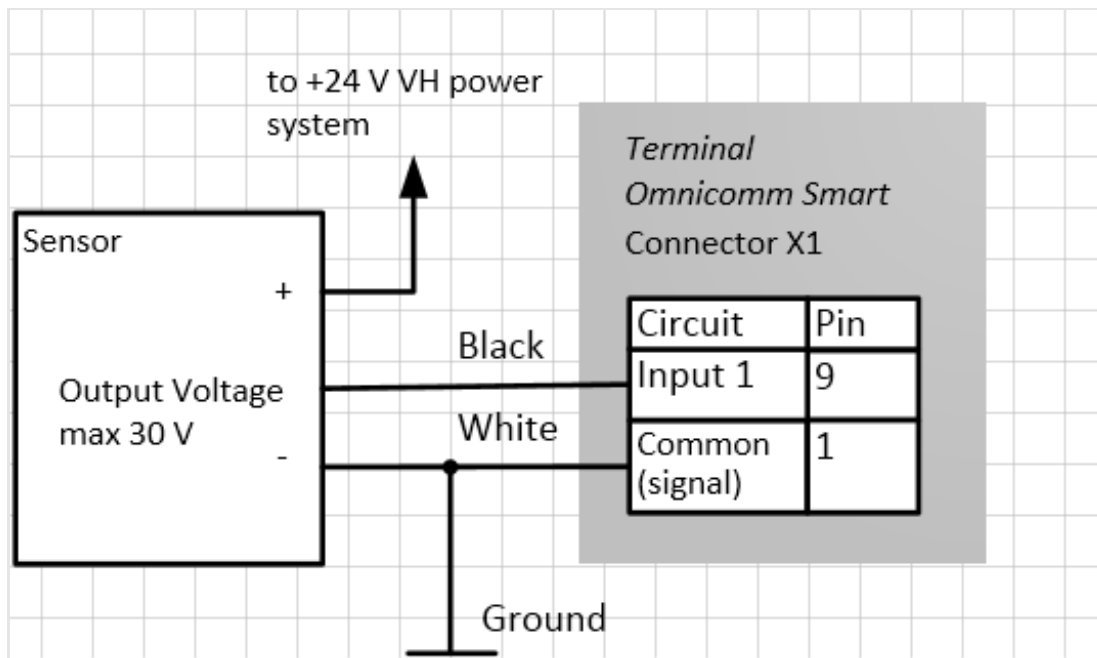 to +24 V VH power
system
Terminal
Omnicomm Smart
Connector X1
Sensor
+
Output Voltage
max 30 V
-
Black
White
Circuit Pin
Input 1 9
Common 1
(signal)
Ground